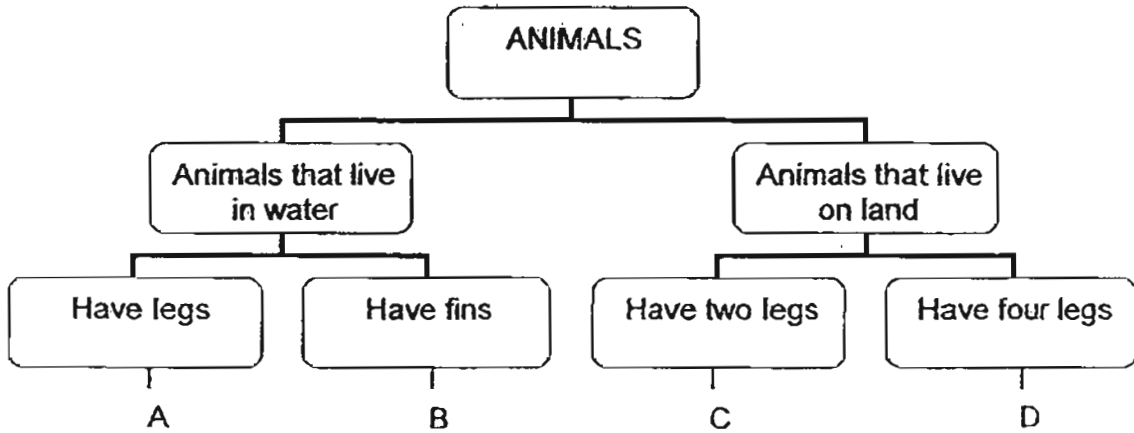 ANIMALS
Animals that live
in water
Animals that live
on land
Have legs
Have fins
Have two legs
Have four legs
A
B
C
D